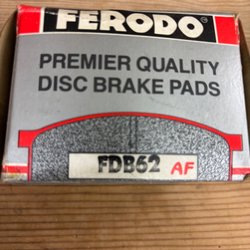 FERODO
PREMIER QUALITY
DISC BRAKE PADS
FDB62 AF